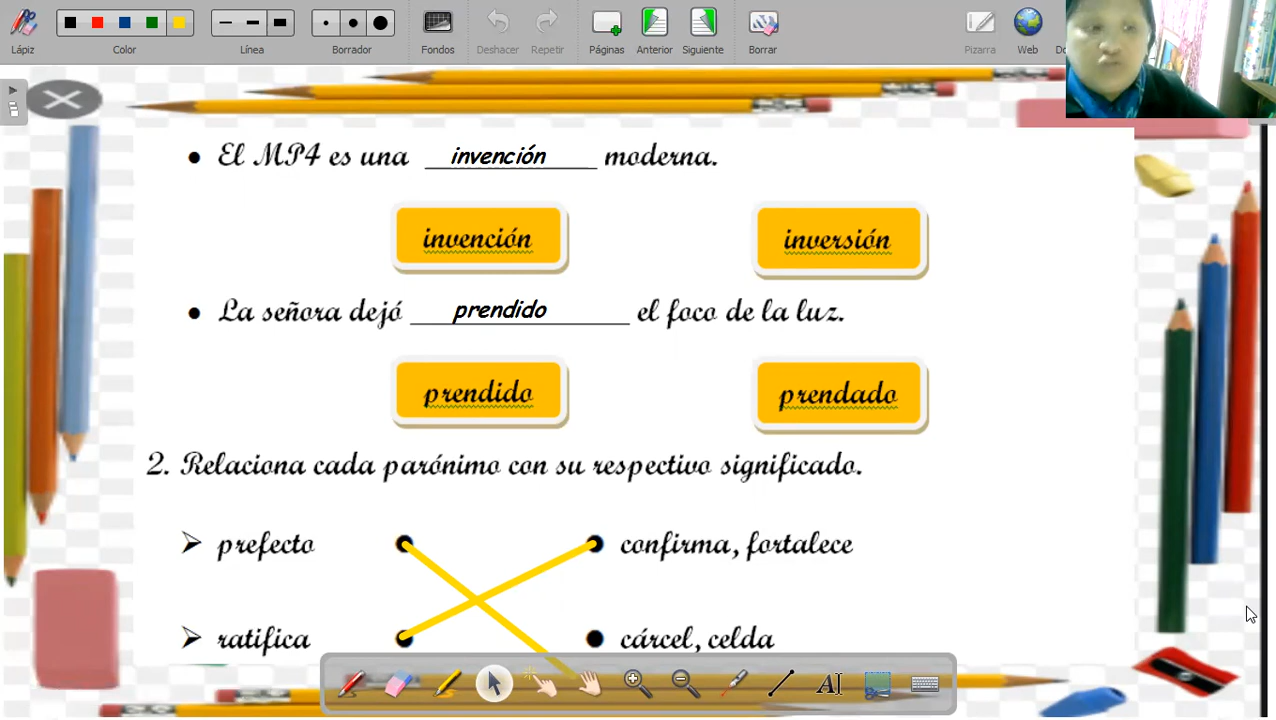 Lápiz Color Línea Borrador Fondos Deshacer Repetir Páginas Anterior Siguiente Borrar Pizarra Web
• El MP4 es una invención moderna.
invención inversión
• La señora dejó prendido el foco de la luz.
prendido prendado
2. Relaciona cada parónimo con su respectivo significado.
➢ prefecto • • confirma, fortalece
➢ ratifica • • cárcel, celda
AI